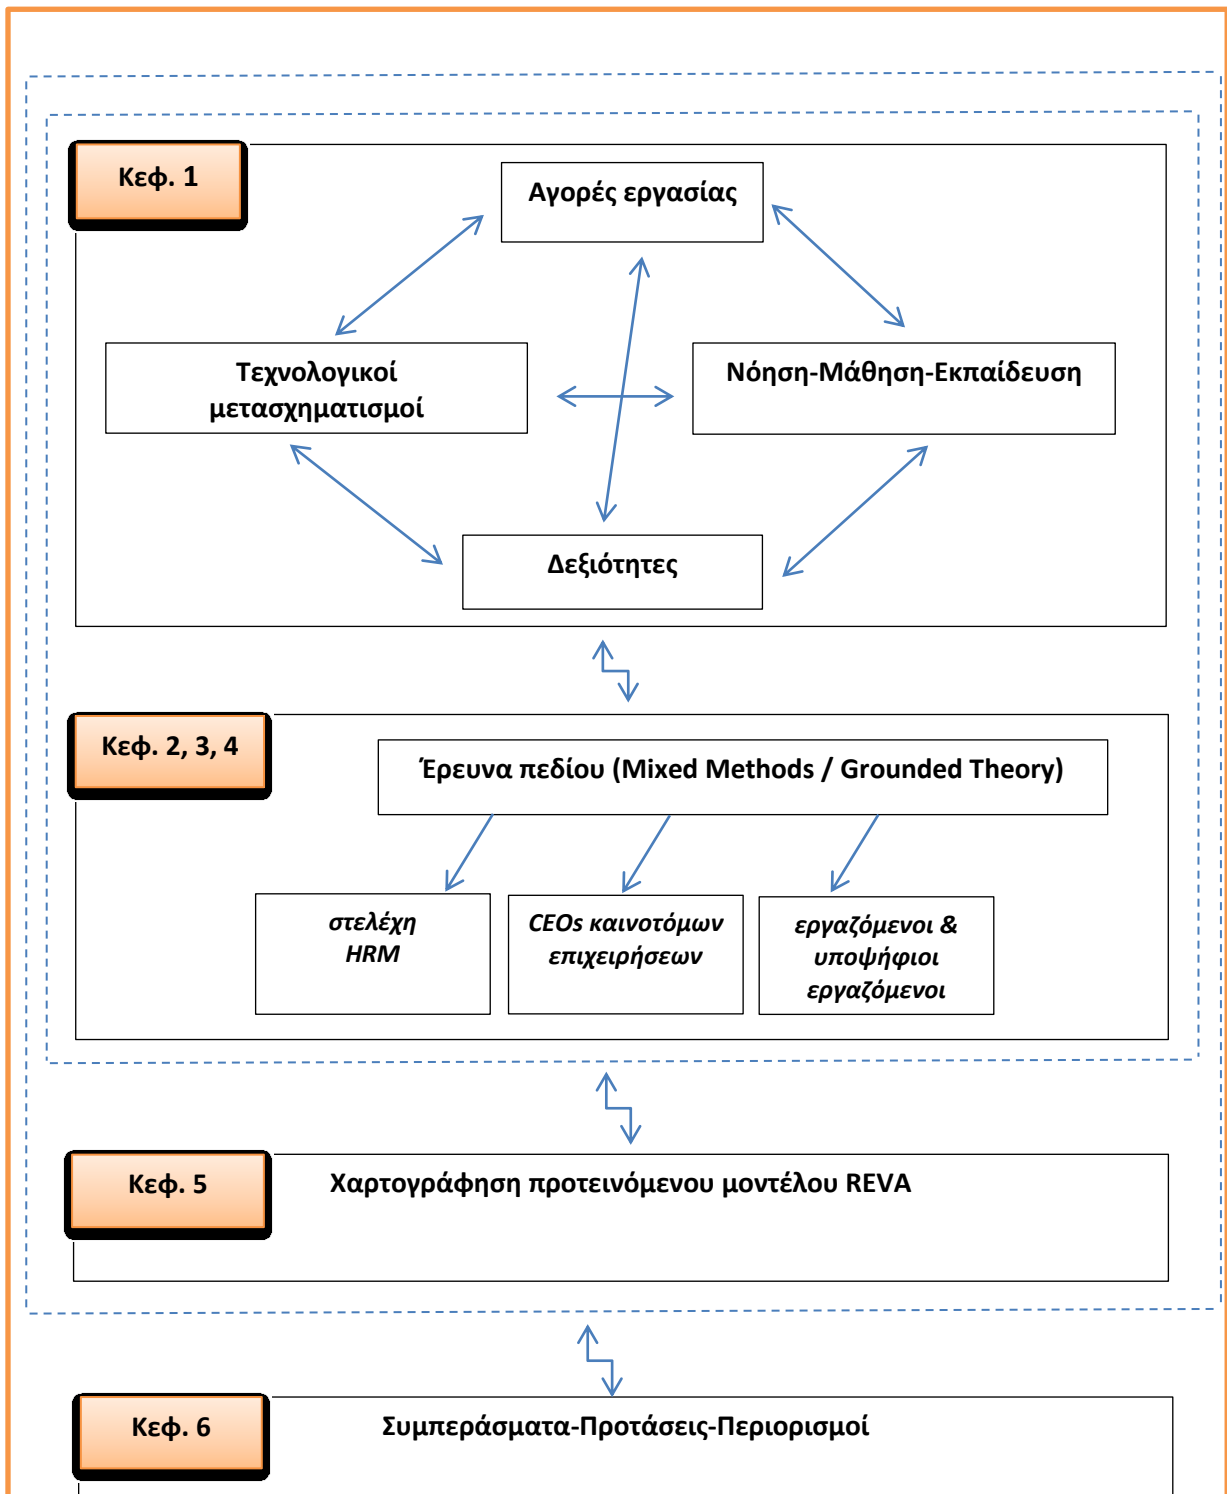 Κεφ. 1
Αγορές εργασίας
Τεχνολογικοί
μετασχηματισμοί
Νόηση-Μάθηση-Εκπαίδευση
Δεξιότητες
Κεφ. 2, 3, 4
Έρευνα πεδίου (Mixed Methods / Grounded Theory)
στελέχη
HRM
CEOs καινοτόμων
επιχειρήσεων
εργαζόμενοι &
υποψήφιοι
εργαζόμενοι
Κεφ. 5
Χαρτογράφηση προτεινόμενου μοντέλου REVA
Κεφ. 6
Συμπεράσματα-Προτάσεις-Περιορισμοί